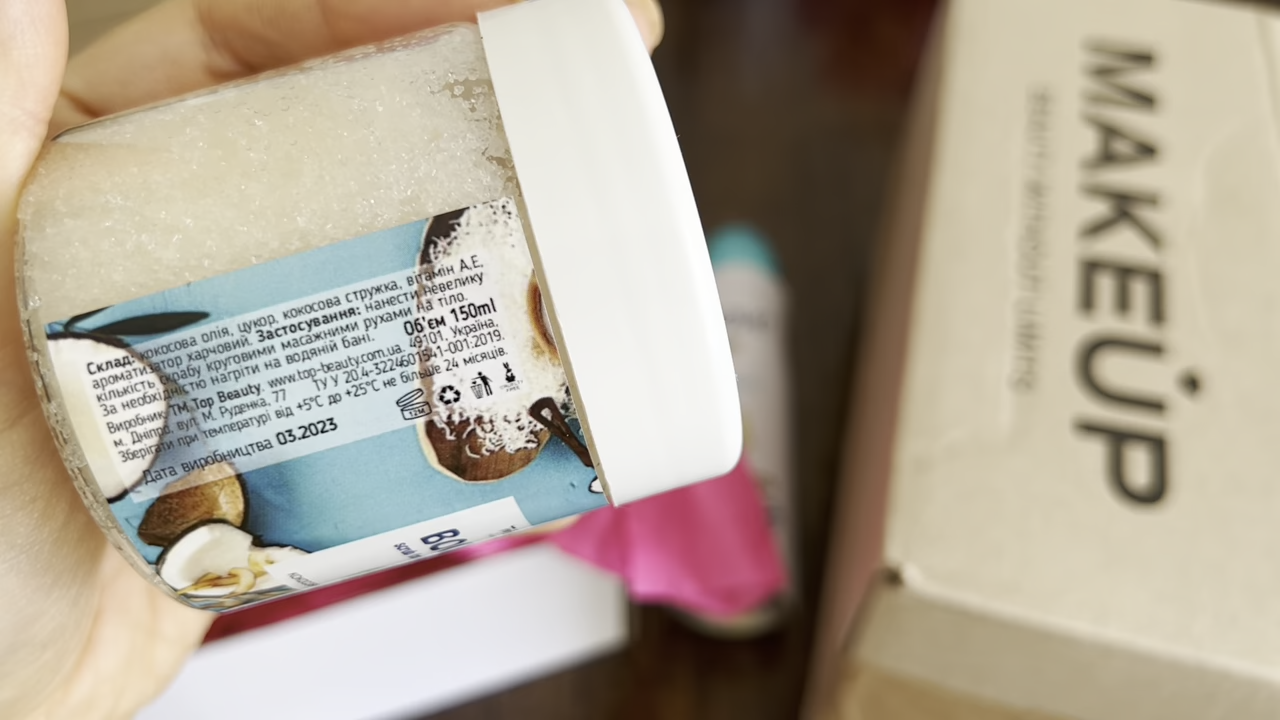 Склад: кокосова олія, цукор, кокосова стружка, вітамін А,Е,
ароматизатор харчовий. Застосування: нанести невелику
кількість скрабу круговими масажними рухами на тіло.
За необхідністю нагріти на водяній бані.
Об'єм 150ml
Виробник ТМ Top Beauty. www.top-beauty.com.ua. 49101, Україна,
м. Дніпро, вул. М. Руденка, 77 ТУ У 20.4-3224601541-001:2019.
Зберігати при температурі від +5°С до +25°С не більше 24 місяців.
12M
Дата виробництва 03.2023
MAKEUP